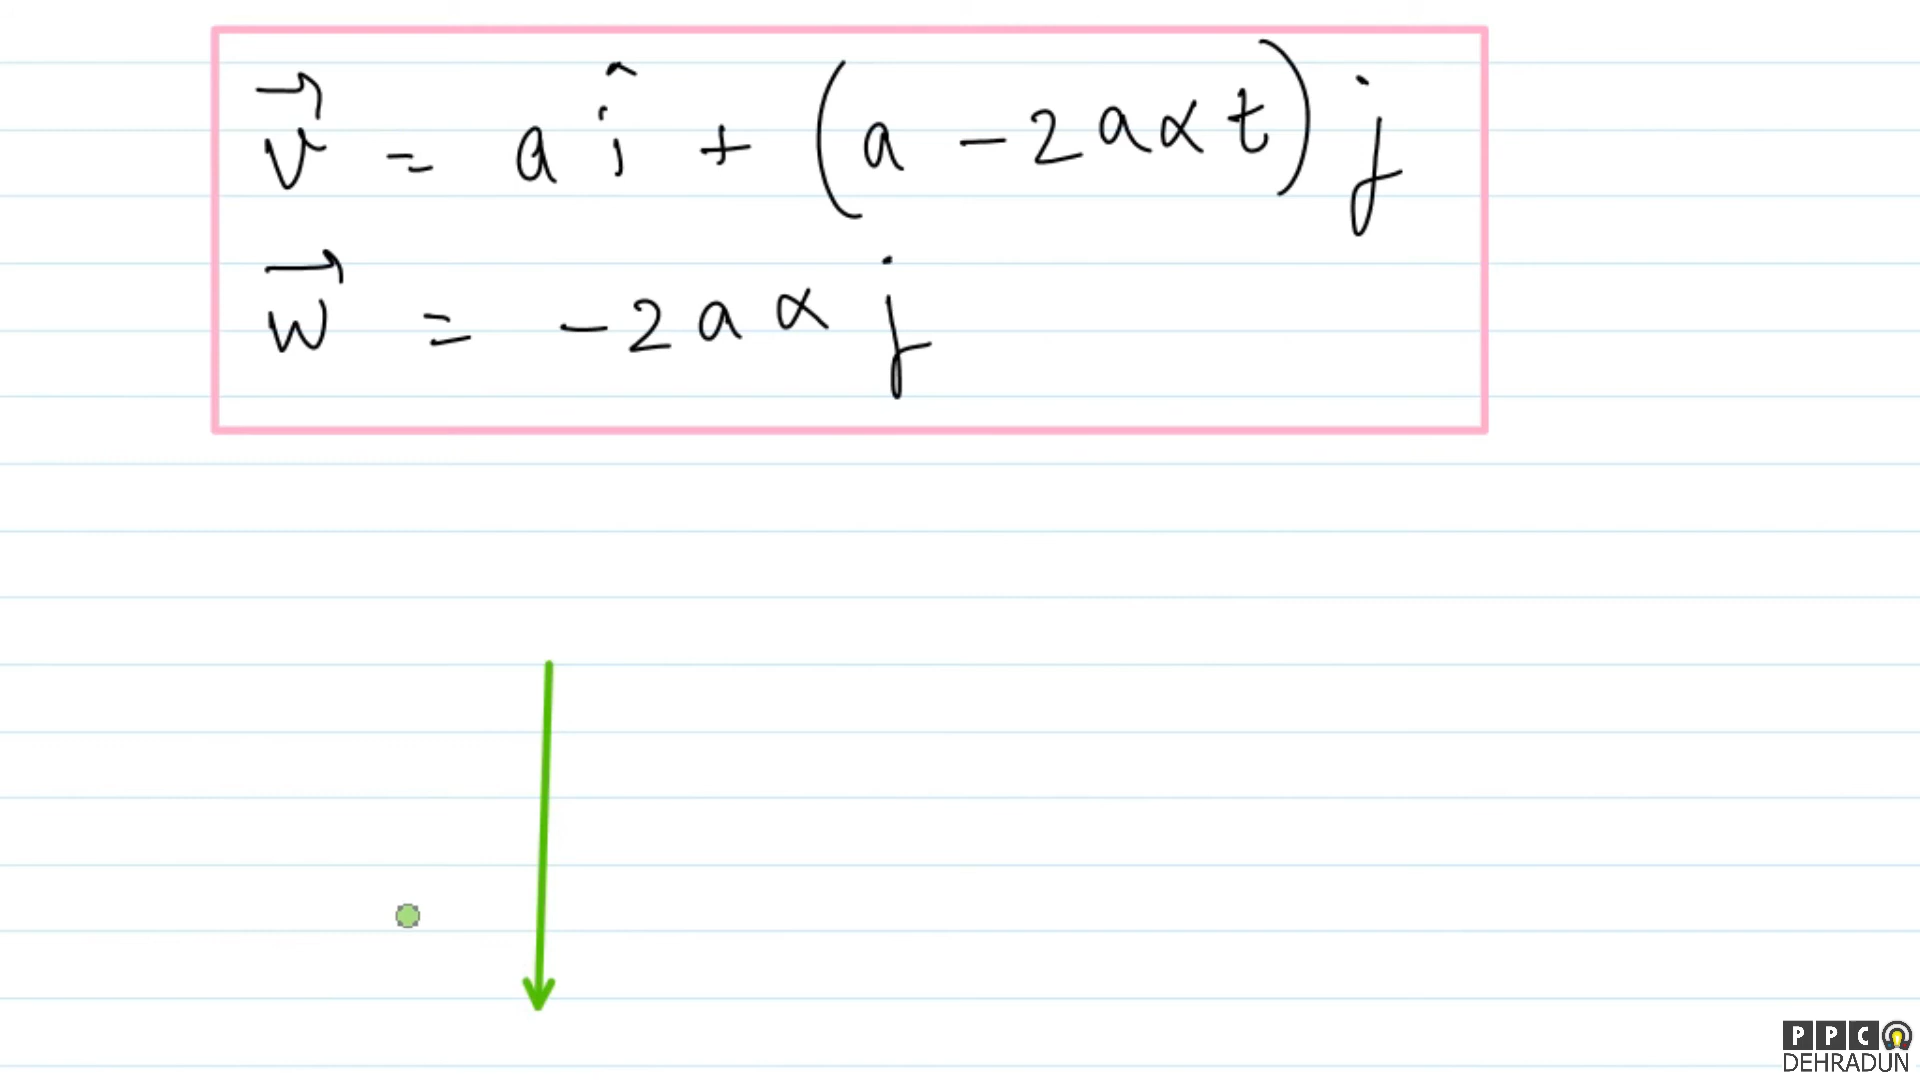 v⃗ = a î + (a − 2aαt) j
w⃗ = −2aα j
PPC
DEHRADUN